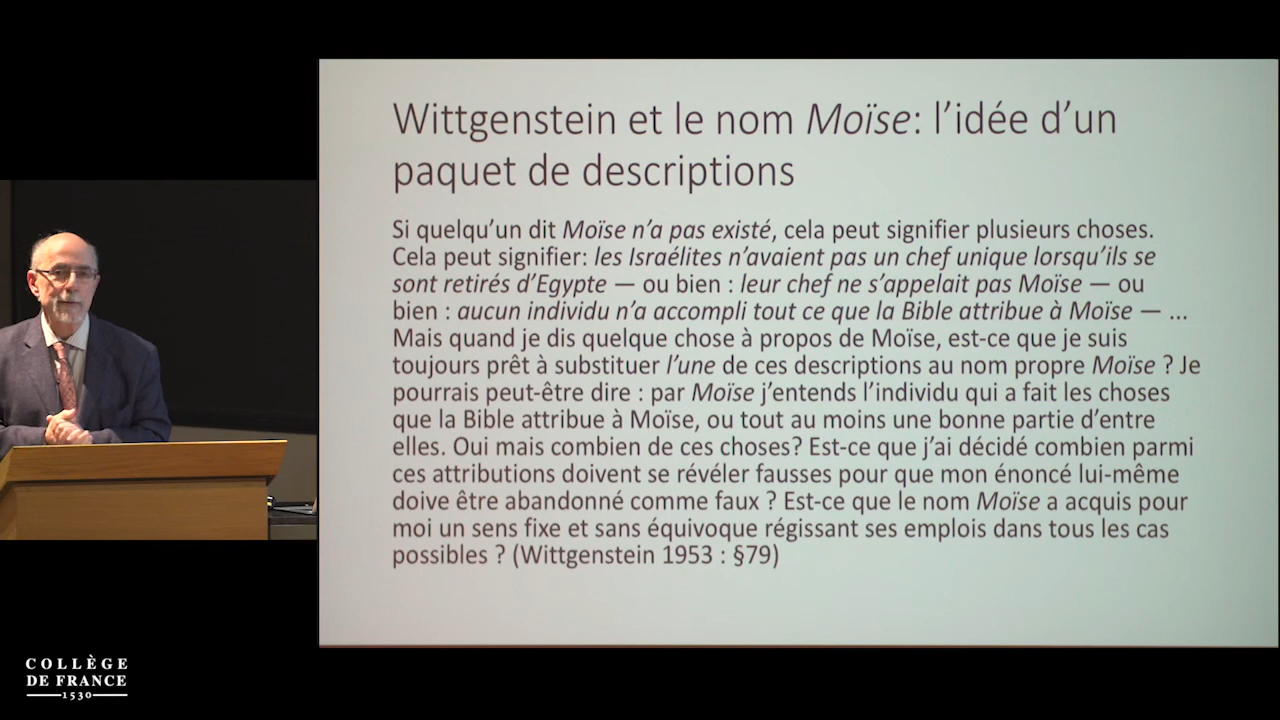 Wittgenstein et le nom Moïse: l’idée d’un
paquet de descriptions
Si quelqu’un dit Moïse n’a pas existé, cela peut signifier plusieurs choses.
Cela peut signifier: les Israélites n’avaient pas un chef unique lorsqu’ils se
sont retirés d’Egypte — ou bien : leur chef ne s’appelait pas Moïse — ou
bien : aucun individu n’a accompli tout ce que la Bible attribue à Moïse — ...
Mais quand je dis quelque chose à propos de Moïse, est-ce que je suis
toujours prêt à substituer l’une de ces descriptions au nom propre Moïse ? Je
pourrais peut-être dire : par Moïse j’entends l’individu qui a fait les choses
que la Bible attribue à Moïse, ou tout au moins une bonne partie d’entre
elles. Oui mais combien de ces choses? Est-ce que j’ai décidé combien parmi
ces attributions doivent se révéler fausses pour que mon énoncé lui-même
doive être abandonné comme faux ? Est-ce que le nom Moïse a acquis pour
moi un sens fixe et sans équivoque régissant ses emplois dans tous les cas
possibles ? (Wittgenstein 1953 : §79)
COLLÈGE
DE FRANCE
1530